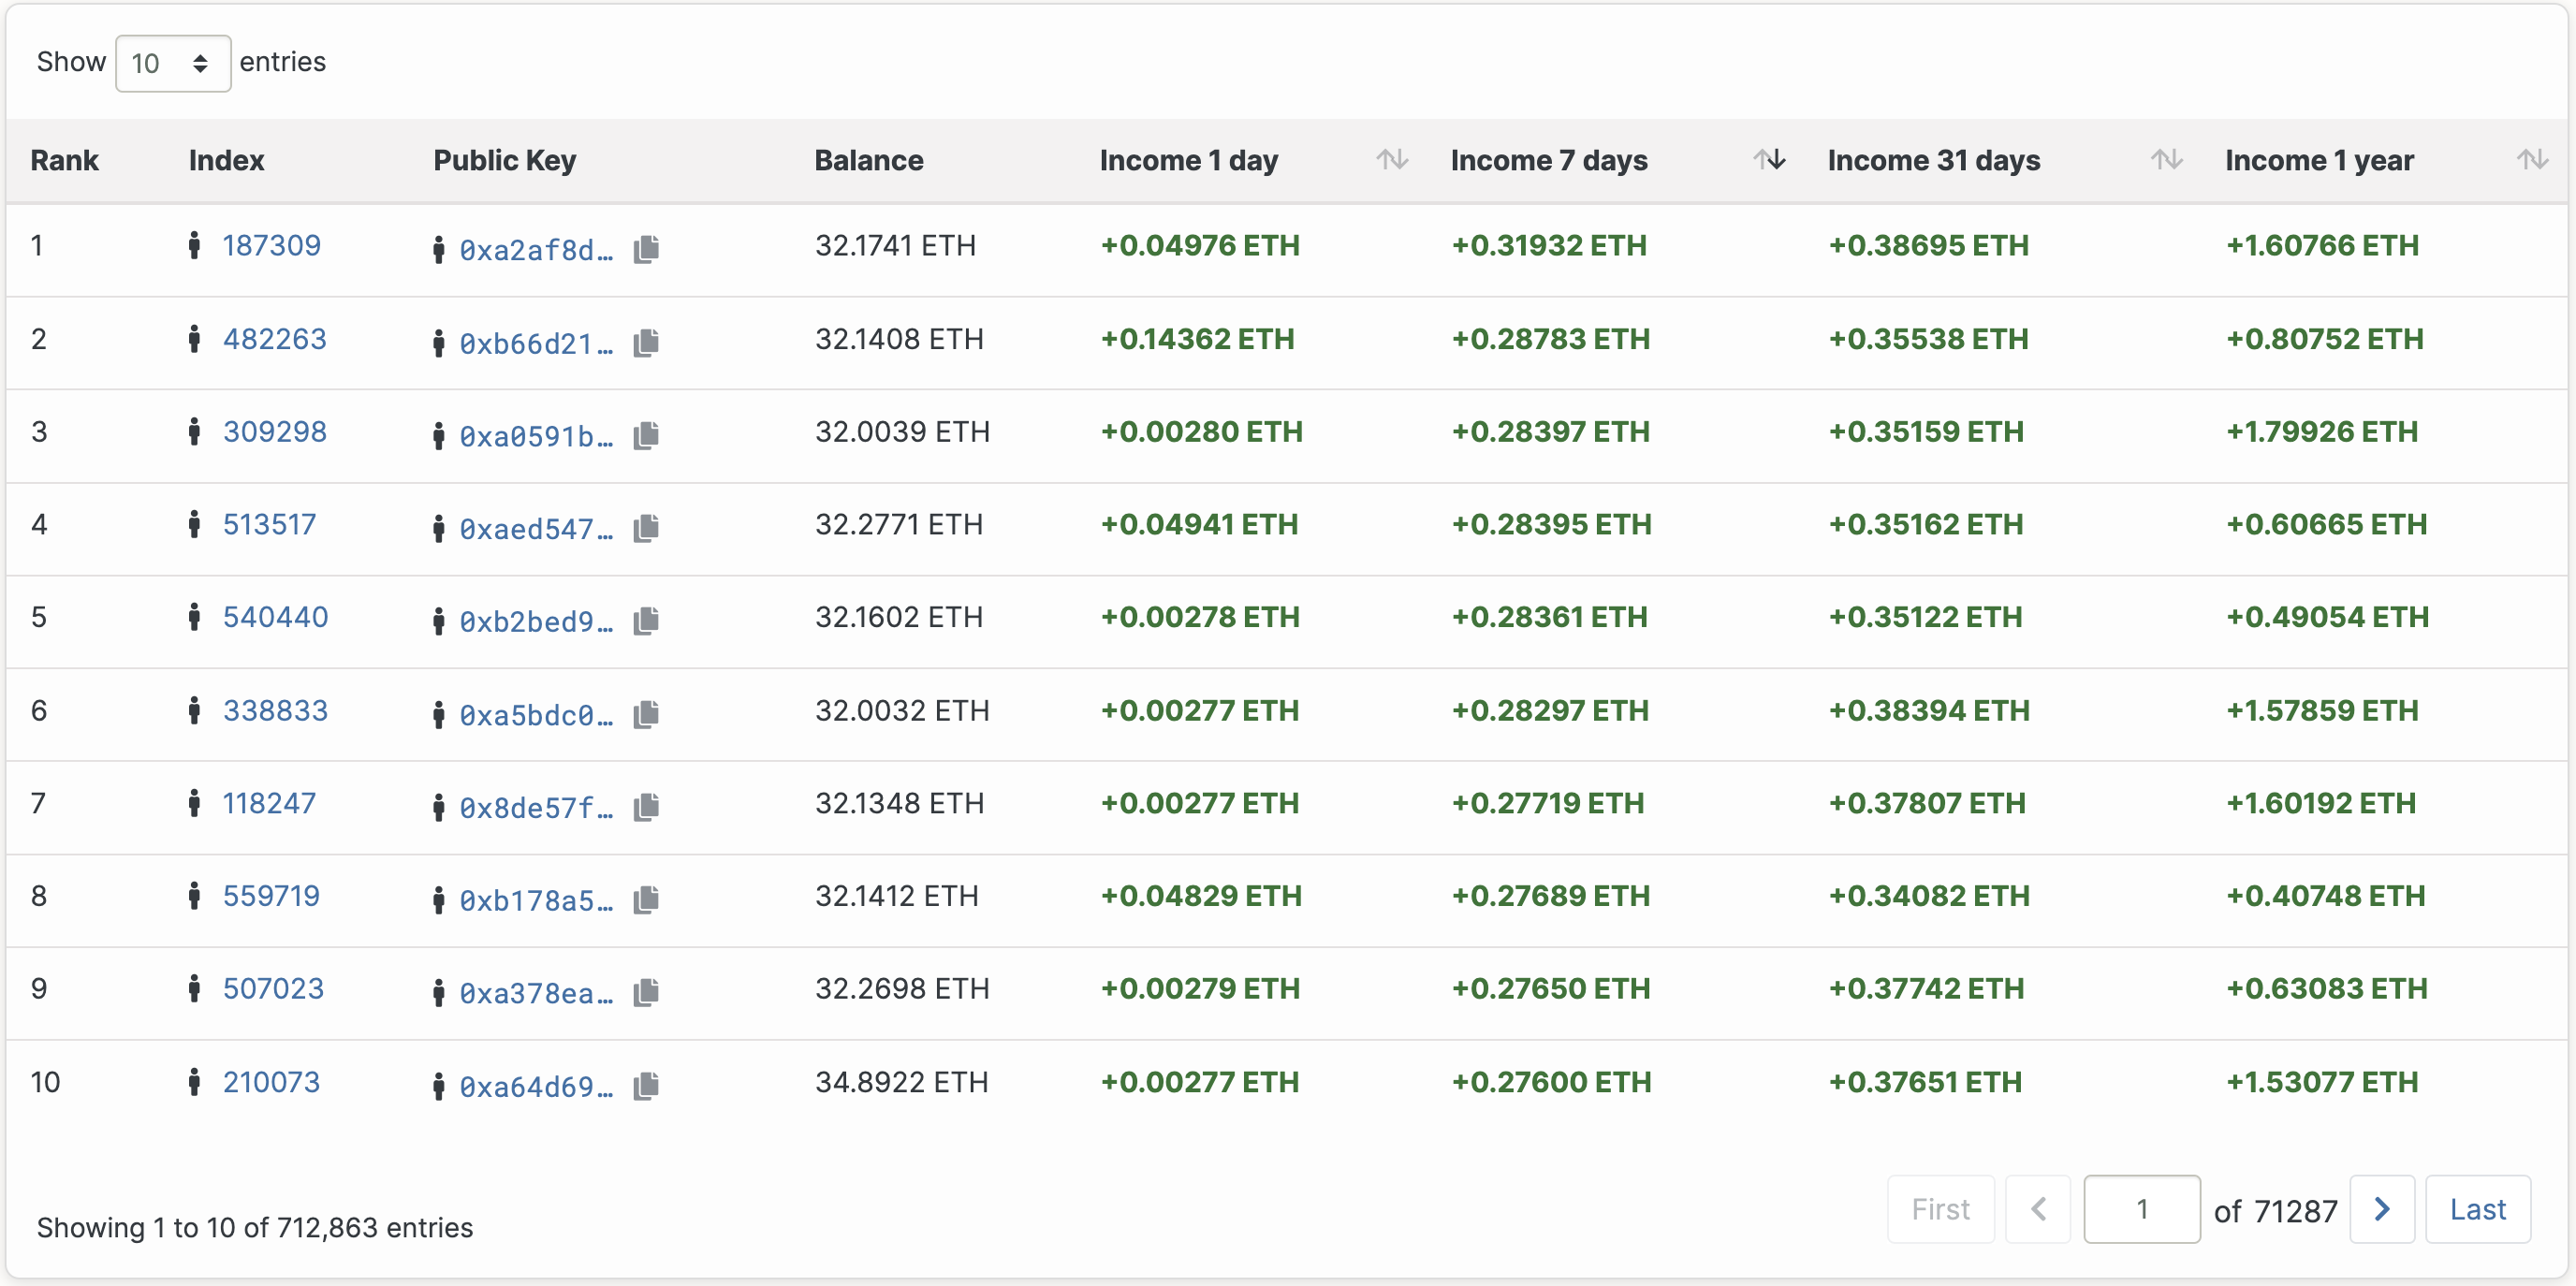 Show 10 entries
Rank Index Public Key Balance Income 1 day Income 7 days Income 31 days Income 1 year
1 187309 0xa2af8d… 32.1741 ETH +0.04976 ETH +0.31932 ETH +0.38695 ETH +1.60766 ETH
2 482263 0xb66d21… 32.1408 ETH +0.14362 ETH +0.28783 ETH +0.35538 ETH +0.80752 ETH
3 309298 0xa0591b… 32.0039 ETH +0.00280 ETH +0.28397 ETH +0.35159 ETH +1.79926 ETH
4 513517 0xaed547… 32.2771 ETH +0.04941 ETH +0.28395 ETH +0.35162 ETH +0.60665 ETH
5 540440 0xb2bed9… 32.1602 ETH +0.00278 ETH +0.28361 ETH +0.35122 ETH +0.49054 ETH
6 338833 0xa5bdc0… 32.0032 ETH +0.00277 ETH +0.28297 ETH +0.38394 ETH +1.57859 ETH
7 118247 0x8de57f… 32.1348 ETH +0.00277 ETH +0.27719 ETH +0.37807 ETH +1.60192 ETH
8 559719 0xb178a5… 32.1412 ETH +0.04829 ETH +0.27689 ETH +0.34082 ETH +0.40748 ETH
9 507023 0xa378ea… 32.2698 ETH +0.00279 ETH +0.27650 ETH +0.37742 ETH +0.63083 ETH
10 210073 0xa64d69… 34.8922 ETH +0.00277 ETH +0.27600 ETH +0.37651 ETH +1.53077 ETH
Showing 1 to 10 of 712,863 entries
First 1 of 71287 Last